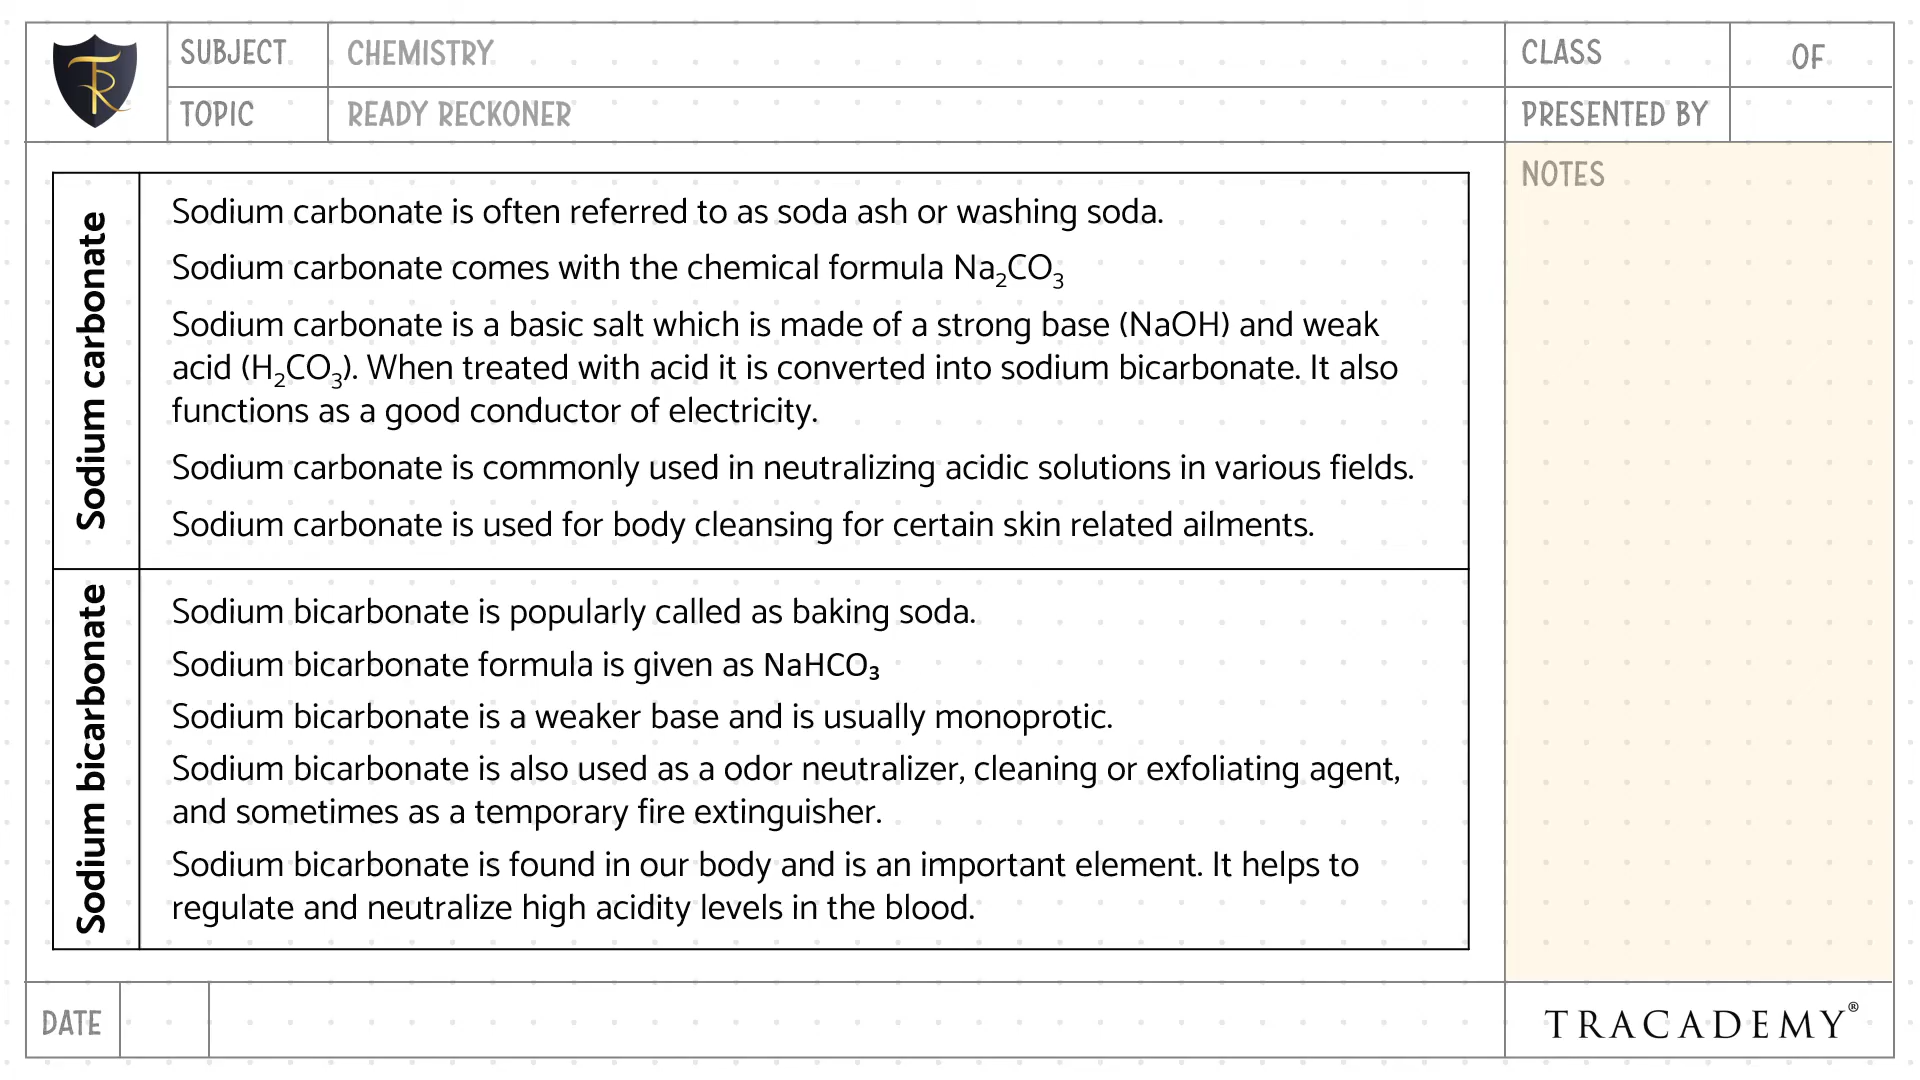 SUBJECT
CHEMISTRY
CLASS
OF
TOPIC
READY RECKONER
PRESENTED BY
NOTES
Sodium carbonate
Sodium carbonate is often referred to as soda ash or washing soda.
Sodium carbonate comes with the chemical formula Na₂CO₃
Sodium carbonate is a basic salt which is made of a strong base (NaOH) and weak
acid (H₂CO₃). When treated with acid it is converted into sodium bicarbonate. It also
functions as a good conductor of electricity.
Sodium carbonate is commonly used in neutralizing acidic solutions in various fields.
Sodium carbonate is used for body cleansing for certain skin related ailments.
Sodium bicarbonate
Sodium bicarbonate is popularly called as baking soda.
Sodium bicarbonate formula is given as NaHCO₃
Sodium bicarbonate is a weaker base and is usually monoprotic.
Sodium bicarbonate is also used as a odor neutralizer, cleaning or exfoliating agent,
and sometimes as a temporary fire extinguisher.
Sodium bicarbonate is found in our body and is an important element. It helps to
regulate and neutralize high acidity levels in the blood.
DATE
TRACADEMY®